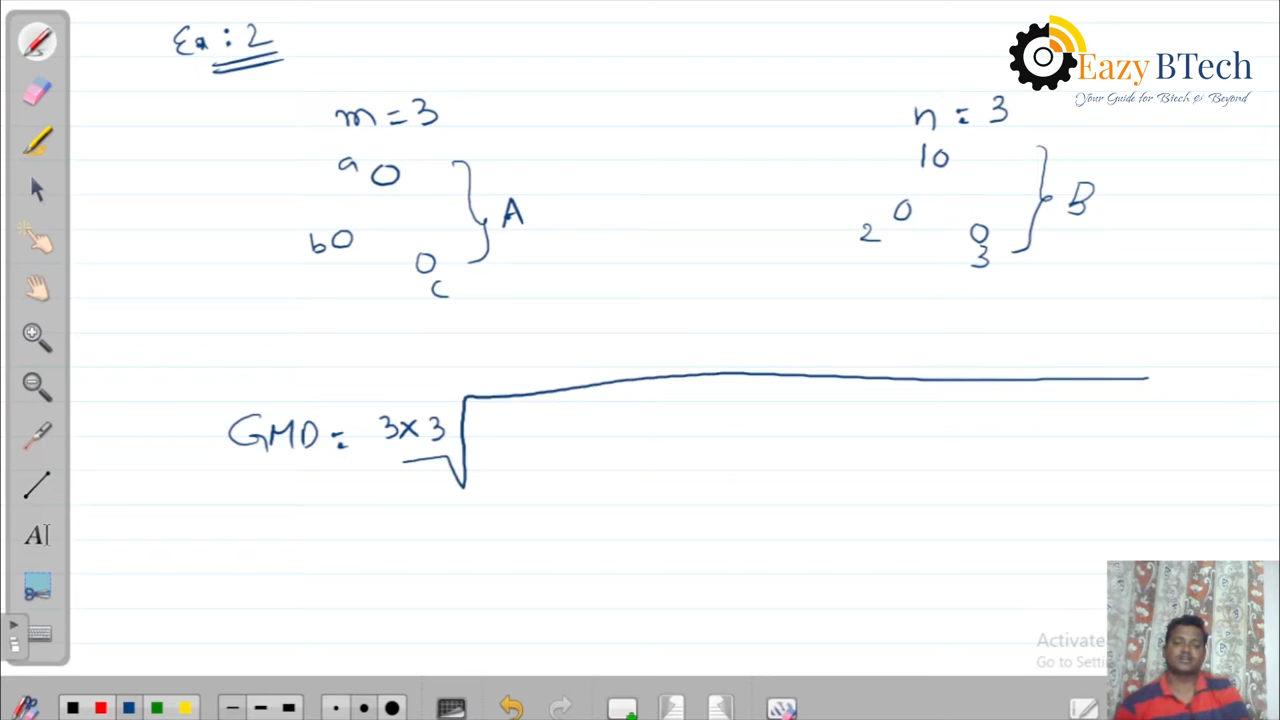 Eazy BTech
Your Guide for Btech & Beyond
Ex : 2
m = 3
n = 3
a
A
b
c
1
B
2
3
GMD = 3x3√
Activate
Go to Setti
A